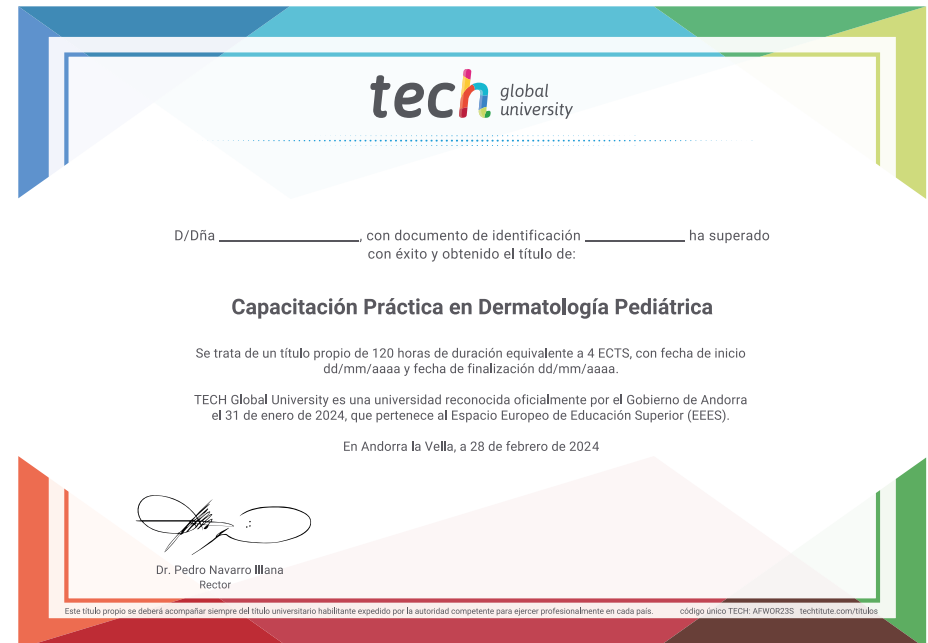 tech global university
D/Dña ____________________, con documento de identificación ______________ ha superado
con éxito y obtenido el título de:
Capacitación Práctica en Dermatología Pediátrica
Se trata de un título propio de 120 horas de duración equivalente a 4 ECTS, con fecha de inicio
dd/mm/aaaa y fecha de finalización dd/mm/aaaa.
TECH Global University es una universidad reconocida oficialmente por el Gobierno de Andorra
el 31 de enero de 2024, que pertenece al Espacio Europeo de Educación Superior (EEES).
En Andorra la Vella, a 28 de febrero de 2024
Dr. Pedro Navarro Illana
Rector
Este título propio se deberá acompañar siempre del título universitario habilitante expedido por la autoridad competente para ejercer profesionalmente en cada país. código único TECH: AFWOR23S techtitute.com/titulos